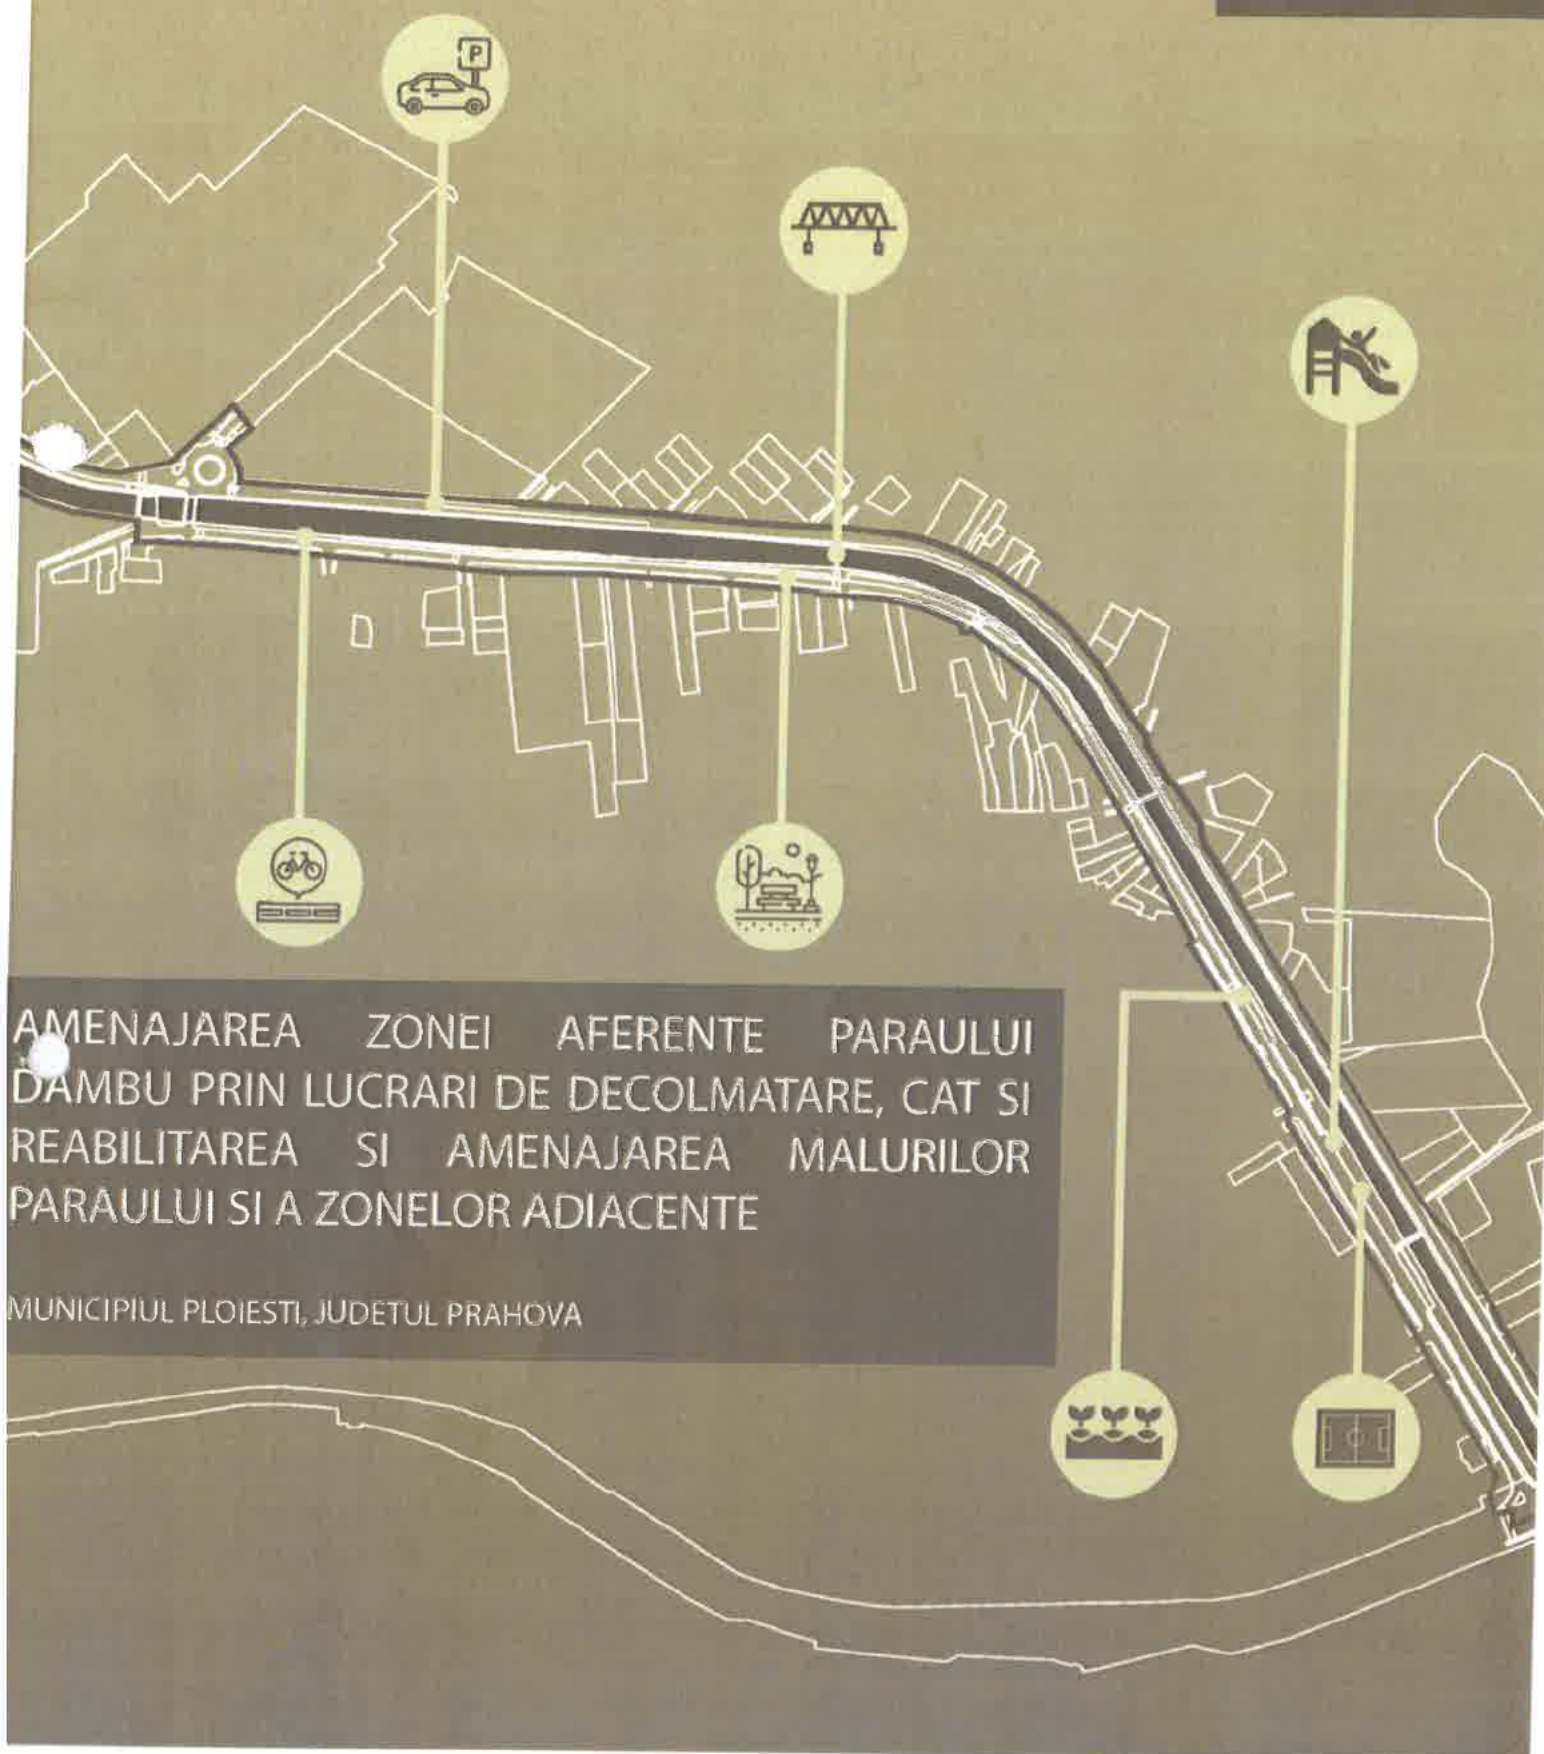 P
AMENAJAREA ZONEI AFERENTE PARAULUI
DAMBU PRIN LUCRARI DE DECOLMATARE, CAT SI
REABILITAREA SI AMENAJAREA MALURILOR
PARAULUI SI A ZONELOR ADIACENTE
MUNICIPIUL PLOIESTI, JUDETUL PRAHOVA